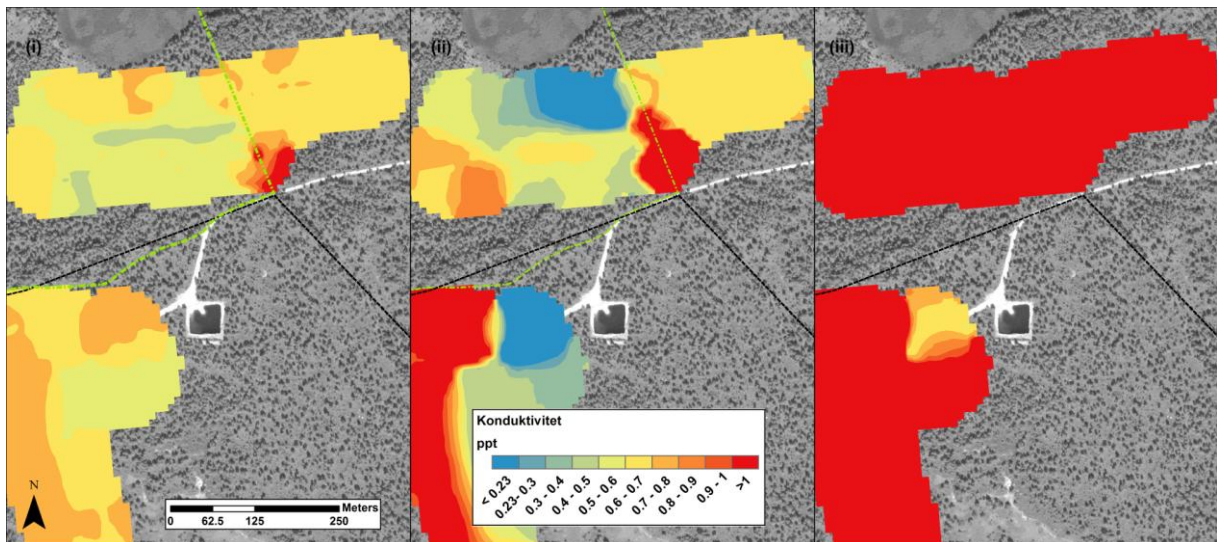 (i)
(ii)
(iii)
Konduktivitet
ppt
< 0.23
0.23- 0.3
0.3 - 0.4
0.4 - 0.5
0.5 - 0.6
0.6 - 0.7
0.7 - 0.8
0.8 - 0.9
0.9 - 1
>1
N
Meters
0 62.5 125 250